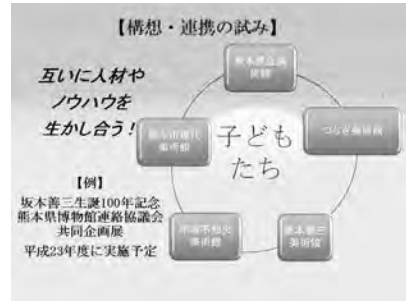 【構想・連携の試み】
互いに人材や
ノウハウを
生かし合う!
熊本県立美
術館
熊本市現代
美術館
子ども
たち
つなぎ美術館
【例】
坂本善三生誕100年記念
熊本県博物館連絡協議会
共同企画展
平成23年度に実施予定
不知火
美術館
坂本善三
美術館